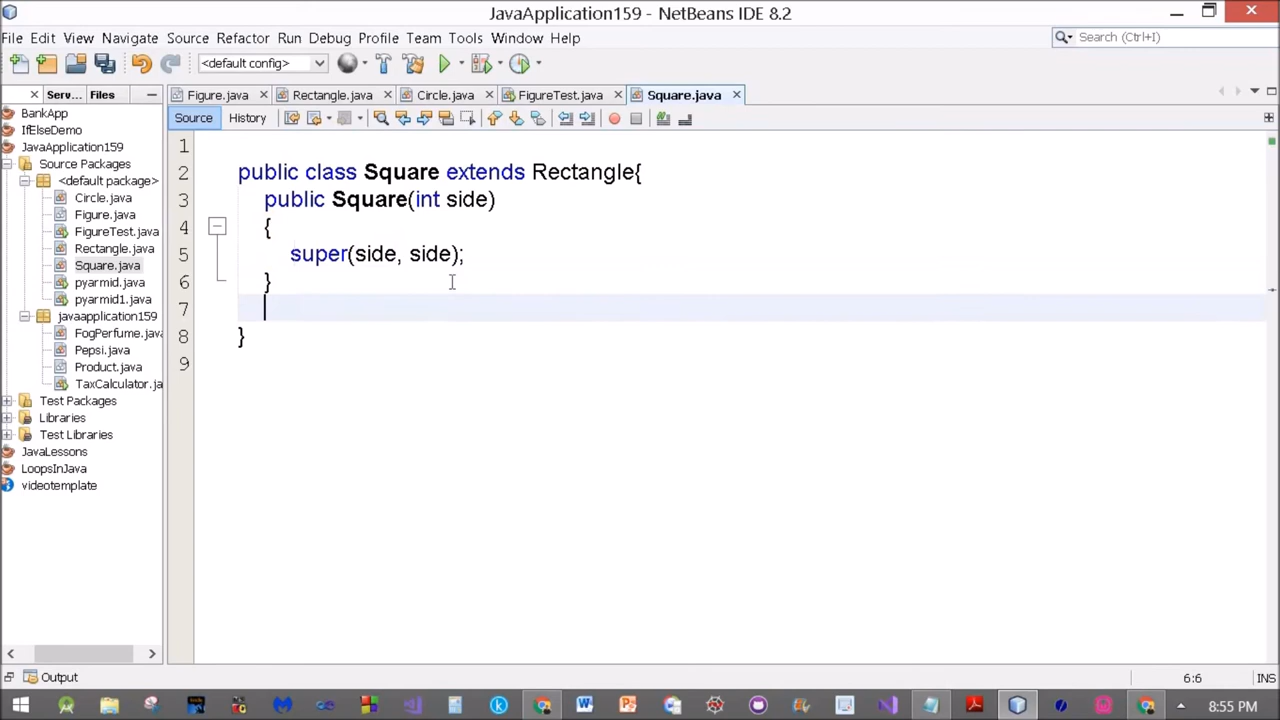 JavaApplication159 - NetBeans IDE 8.2
File Edit View Navigate Source Refactor Run Debug Profile Team Tools Window Help
Search (Ctrl+I)
<default config>
Serv... Files
Figure.java Rectangle.java Circle.java FigureTest.java Square.java
Source History
BankApp
IfElseDemo
JavaApplication159
Source Packages
<default package>
Circle.java
Figure.java
FigureTest.java
Rectangle.java
Square.java
pyarmid.java
pyarmid1.java
javaapplication159
FogPerfume.java
Pepsi.java
Product.java
TaxCalculator.ja
Test Packages
Libraries
Test Libraries
JavaLessons
LoopsInJava
videotemplate
1
2 public class Square extends Rectangle{
3 public Square(int side)
4 {
5 super(side, side);
6 }
7
8 }
9
Output
6:6 INS
8:55 PM